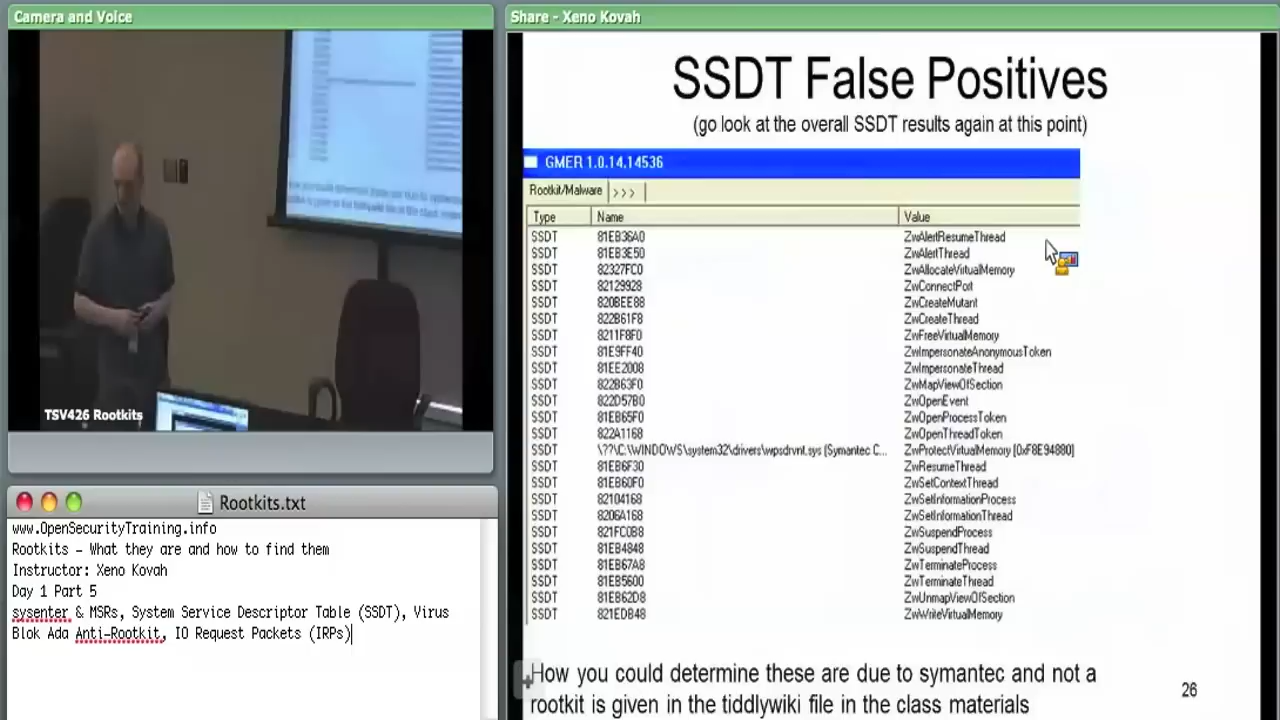 Camera and Voice
TSV426 Rootkits
Rootkits.txt
www.OpenSecurityTraining.info
Rootkits - What they are and how to find them
Instructor: Xeno Kovah
Day 1 Part 5
sysenter & MSRs, System Service Descriptor Table (SSDT), Virus
Blok Ada Anti-Rootkit, IO Request Packets (IRPs)
Share - Xeno Kovah
SSDT False Positives
(go look at the overall SSDT results again at this point)
GMER 1.0.14.14536
Rootkit/Malware >>>
Type Name Value
SSDT 81EB36A0 ZwAlertResumeThread
SSDT 81EB3E50 ZwAlertThread
SSDT 82327FC0 ZwAllocateVirtualMemory
SSDT 82129928 ZwConnectPort
SSDT 820BEE88 ZwCreateMutant
SSDT 822B61F8 ZwCreateThread
SSDT 8211F8F0 ZwFreeVirtualMemory
SSDT 81E9FF40 ZwImpersonateAnonymousToken
SSDT 81EE2008 ZwImpersonateThread
SSDT 822B63F0 ZwMapViewOfSection
SSDT 822D57B0 ZwOpenEvent
SSDT 81EB65F0 ZwOpenProcessToken
SSDT 822A1168 ZwOpenThreadToken
SSDT \??\C:\WINDOWS\system32\drivers\wpsdrvnt.sys (Symantec C... ZwProtectVirtualMemory [0xF8E94880]
SSDT 81EB6F30 ZwResumeThread
SSDT 81EB60F0 ZwSetContextThread
SSDT 82104168 ZwSetInformationProcess
SSDT 8206A168 ZwSetInformationThread
SSDT 821FC0B8 ZwSuspendProcess
SSDT 81EB4848 ZwSuspendThread
SSDT 81EB67A8 ZwTerminateProcess
SSDT 81EB5600 ZwTerminateThread
SSDT 81EB62D8 ZwUnmapViewOfSection
SSDT 821EDB48 ZwWriteVirtualMemory
How you could determine these are due to symantec and not a
rootkit is given in the tiddlywiki file in the class materials
26